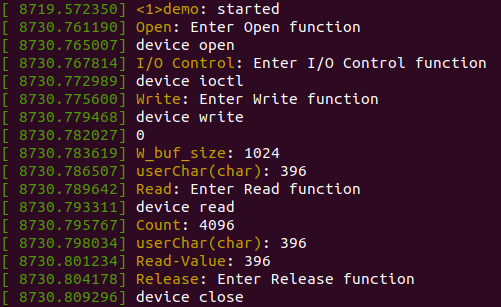 [ 8719.572350] <1>demo: started
[ 8730.761190] Open: Enter Open function
[ 8730.765007] device open
[ 8730.767814] I/O Control: Enter I/O Control function
[ 8730.772989] device ioctl
[ 8730.775600] Write: Enter Write function
[ 8730.779468] device write
[ 8730.782027] 0
[ 8730.783619] W_buf_size: 1024
[ 8730.786507] userChar(char): 396
[ 8730.789642] Read: Enter Read function
[ 8730.793311] device read
[ 8730.795767] Count: 4096
[ 8730.798034] userChar(char): 396
[ 8730.801234] Read-Value: 396
[ 8730.804178] Release: Enter Release function
[ 8730.809296] device close